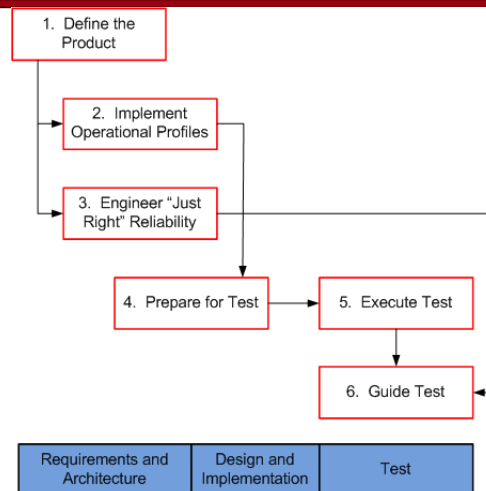 1. Define the
Product
2. Implement
Operational Profiles
3. Engineer “Just
Right” Reliability
4. Prepare for Test
5. Execute Test
6. Guide Test
Requirements and
Architecture
Design and
Implementation
Test